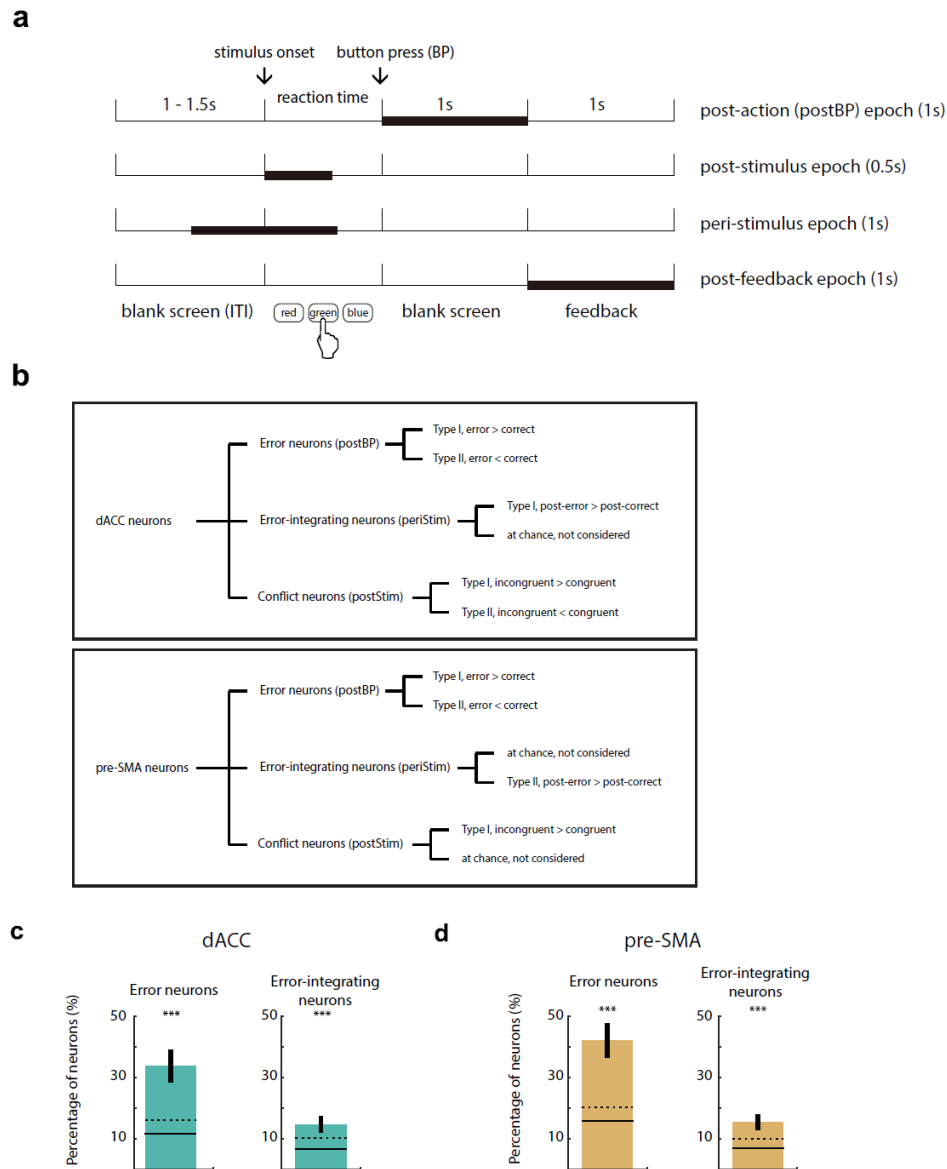 a
stimulus onset
button press (BP)
1 - 1.5s
reaction time
1s
1s
post-action (postBP) epoch (1s)
post-stimulus epoch (0.5s)
peri-stimulus epoch (1s)
post-feedback epoch (1s)
blank screen (ITI)
red
green
blue
blank screen
feedback
b
dACC neurons
Error neurons (postBP)
Type I, error > correct
Type II, error < correct
Error-integrating neurons (periStim)
Type I, post-error > post-correct
at chance, not considered
Conflict neurons (postStim)
Type I, incongruent > congruent
Type II, incongruent < congruent
pre-SMA neurons
Error neurons (postBP)
Type I, error > correct
Type II, error < correct
Error-integrating neurons (periStim)
at chance, not considered
Type II, post-error > post-correct
Conflict neurons (postStim)
Type I, incongruent > congruent
at chance, not considered
c
dACC
Percentage of neurons (%)
Error neurons
***
50
30
10
Error-integrating
neurons
***
50
30
10
d
pre-SMA
Percentage of neurons (%)
Error neurons
***
50
30
10
Error-integrating
neurons
***
50
30
10